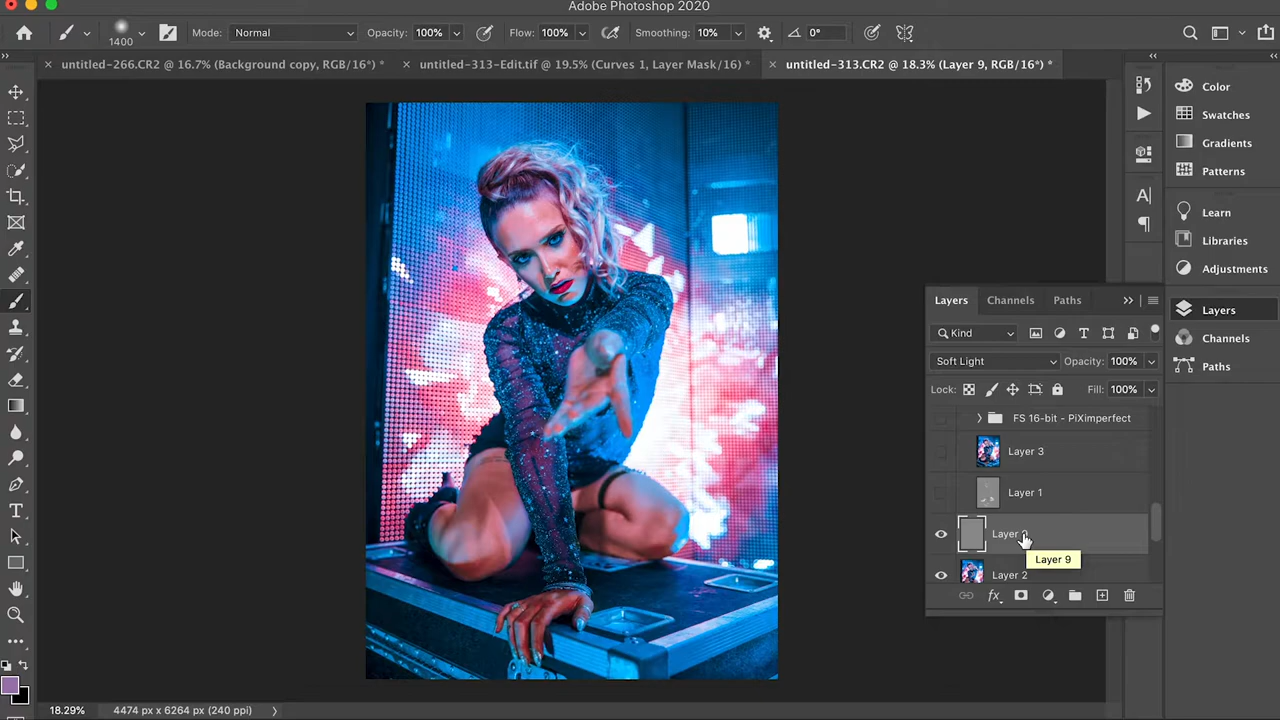 Adobe Photoshop 2020
1400 Mode: Normal Opacity: 100% Flow: 100% Smoothing: 10% 0°
× untitled-266.CR2 @ 16.7% (Background copy, RGB/16*) * × untitled-313-Edit.tif @ 19.5% (Curves 1, Layer Mask/16) * × untitled-313.CR2 @ 18.3% (Layer 9, RGB/16*) *
Color
Swatches
Gradients
Patterns
Learn
Libraries
Adjustments
Layers
Channels
Paths
Layers Channels Paths
Kind
Soft Light Opacity: 100%
Lock: Fill: 100%
FS 16-bit - PiXimperfect
Layer 3
Layer 1
Layer 9
Layer 9
Layer 2
fx
18.29% 4474 px x 6264 px (240 ppi)